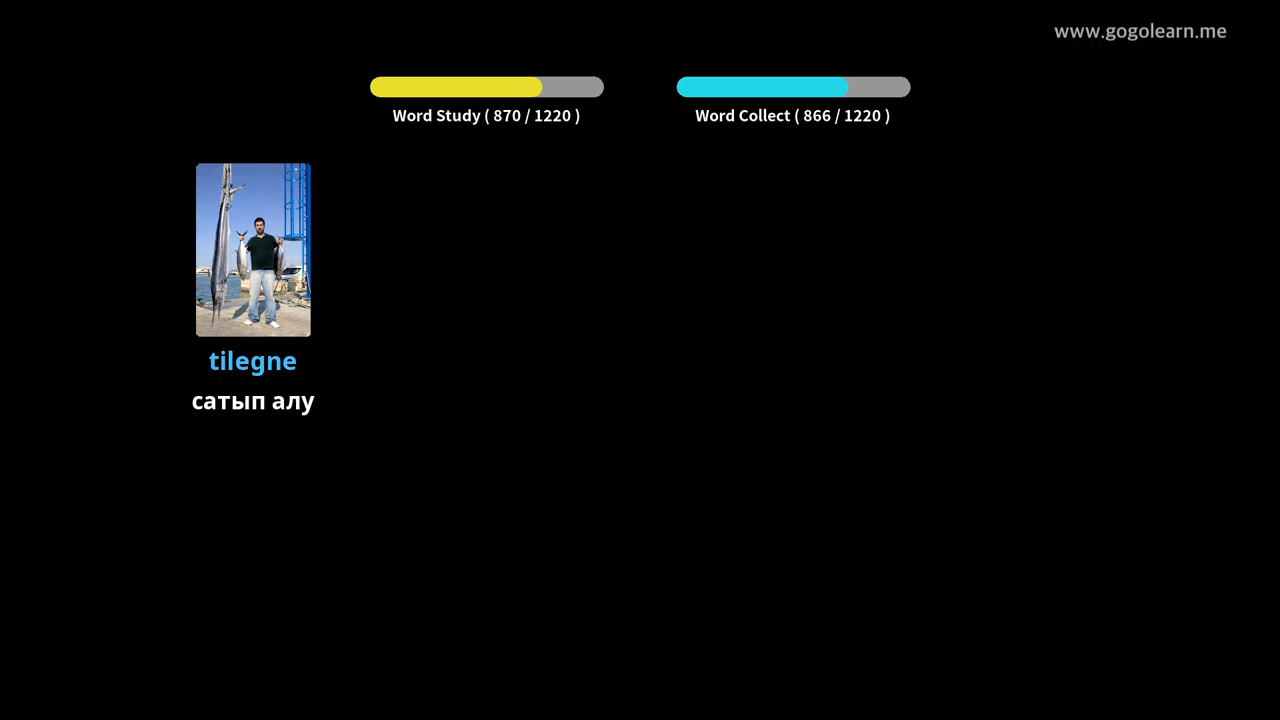 www.gogolearn.me
Word Study ( 870 / 1220 )
Word Collect ( 866 / 1220 )
tilegne
сатып алу